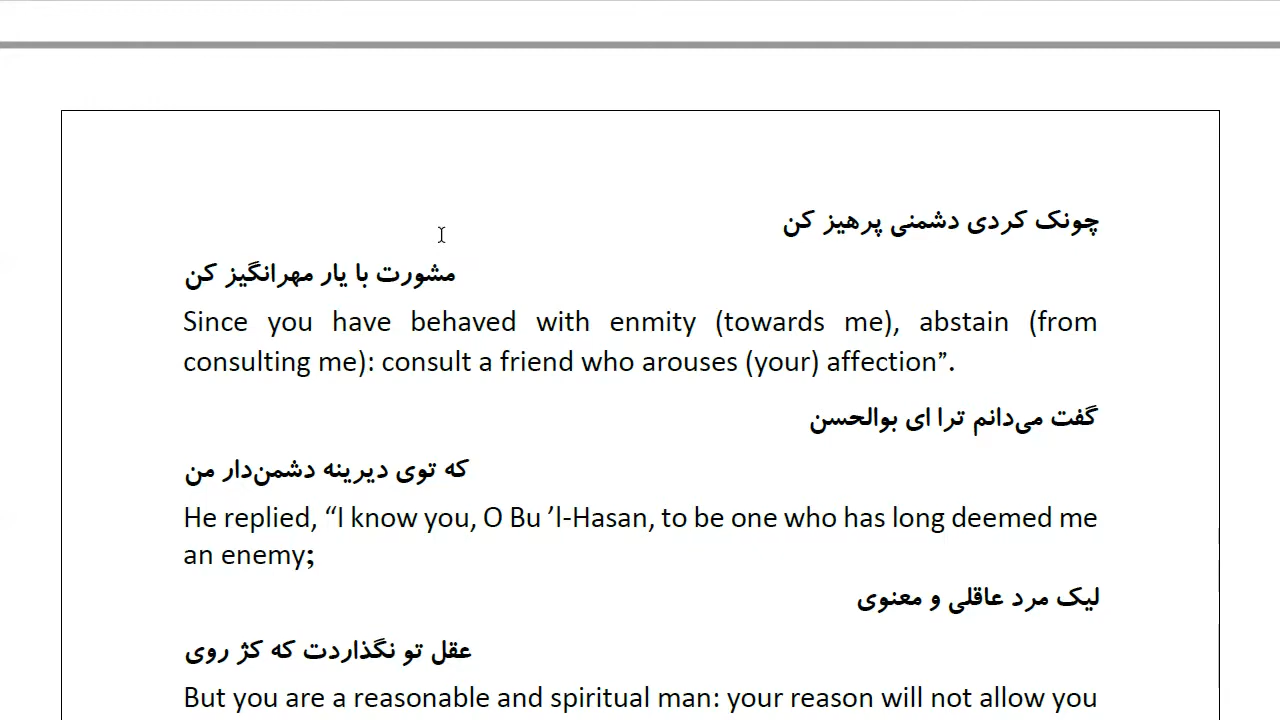 چونک کردی دشمنی پرهیز کن
مشورت با یار مهرانگیز کن
Since you have behaved with enmity (towards me), abstain (from
consulting me): consult a friend who arouses (your) affection”.
گفت می‌دانم ترا ای بوالحسن
که توی دیرینه دشمن‌دار من
He replied, “I know you, O Bu ’l-Hasan, to be one who has long deemed me
an enemy;
لیک مرد عاقلی و معنوی
عقل تو نگذاردت که کژ روی
But you are a reasonable and spiritual man: your reason will not allow you